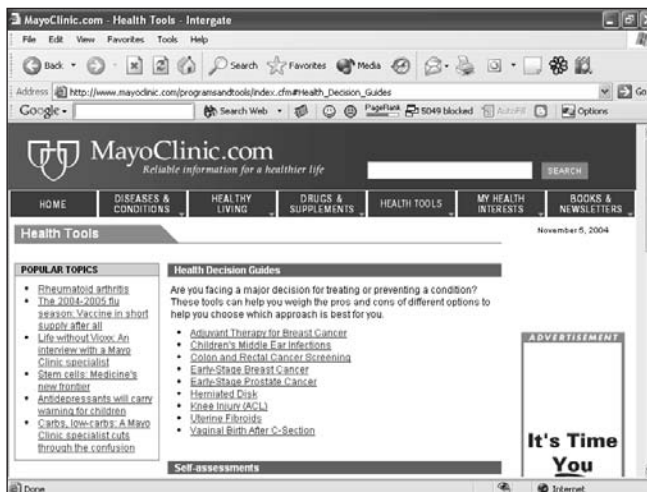 MayoClinic.com - Health Tools - Intergate
File Edit View Favorites Tools Help
Back Search Favorites Media
Address http://www.mayoclinic.com/programsandtools/index.cfm#Health_Decision_Guides Go
Google Search Web PageRank 5049 blocked AutoFill Options
MayoClinic.com
Reliable information for a healthier life
SEARCH
HOME DISEASES & CONDITIONS HEALTHY LIVING DRUGS & SUPPLEMENTS HEALTH TOOLS MY HEALTH INTERESTS BOOKS & NEWSLETTERS
Health Tools
November 5, 2004
POPULAR TOPICS
Rheumatoid arthritis
The 2004-2005 flu
season: Vaccine in short
supply after all
Life without Vioxx: An
interview with a Mayo
Clinic specialist
Stem cells: Medicine's
new frontier
Antidepressants will carry
warning for children
Carbs, low-carbs: A Mayo
Clinic specialist cuts
through the confusion
Health Decision Guides
Are you facing a major decision for treating or preventing a condition?
These tools can help you weigh the pros and cons of different options to
help you choose which approach is best for you.
Adjuvant Therapy for Breast Cancer
Children's Middle Ear Infections
Colon and Rectal Cancer Screening
Early-Stage Breast Cancer
Early-Stage Prostate Cancer
Herniated Disk
Knee Injury (ACL)
Uterine Fibroids
Vaginal Birth After C-Section
Self-assessments
ADVERTISEMENT
It's Time
You
Done Internet